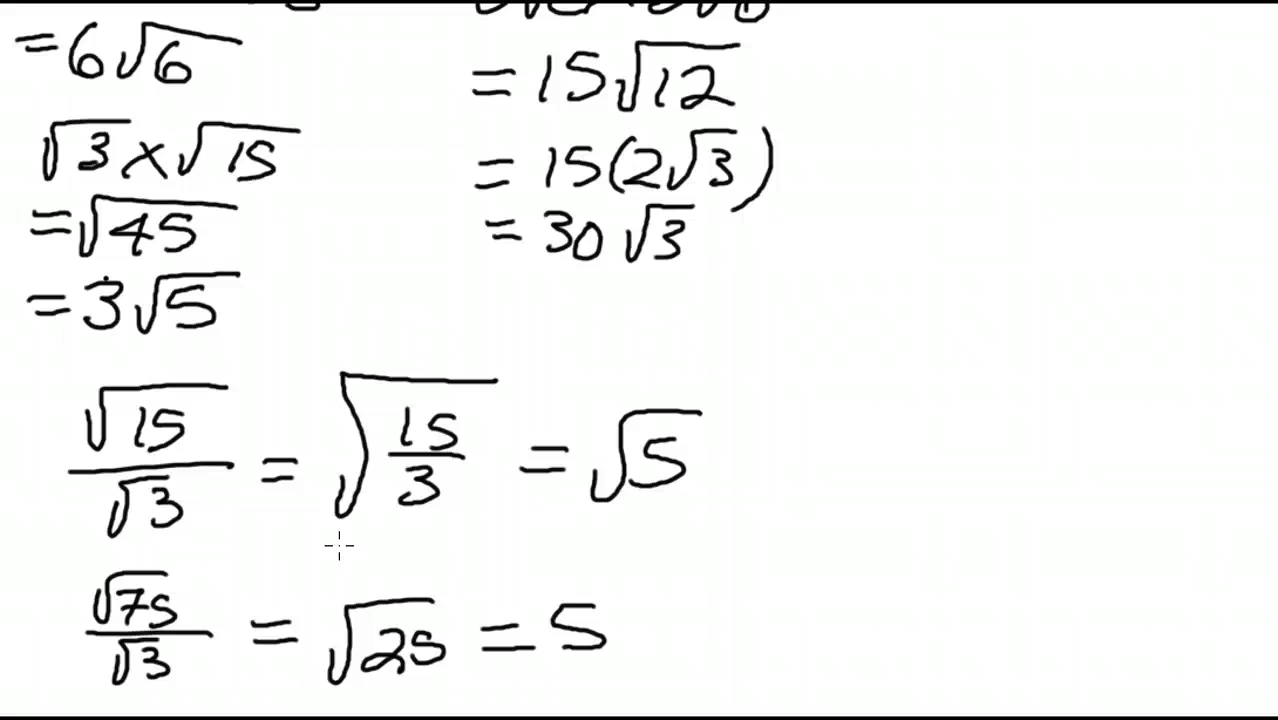 = 6√6
√3 × √15
= √45
= 3√5
= 15√12
= 15(2√3)
= 30√3
√15/√3 = √(15/3) = √5
√75/√3 = √25 = 5